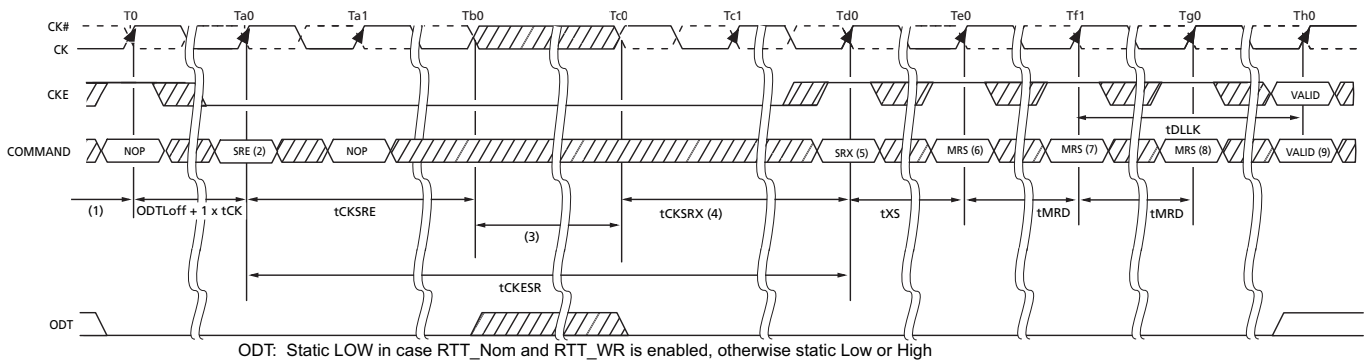 T0 Ta0 Ta1 Tb0 Tc0 Tc1 Td0 Te0 Tf1 Tg0 Th0
CK#
CK
CKE VALID
tDLLK
COMMAND NOP SRE (2) NOP SRX (5) MRS (6) MRS (7) MRS (8) VALID (9)
(1) ODTLoff + 1 x tCK tCKSRE tCKSRX (4) tXS tMRD tMRD
(3)
tCKESR
ODT
ODT: Static LOW in case RTT_Nom and RTT_WR is enabled, otherwise static Low or High